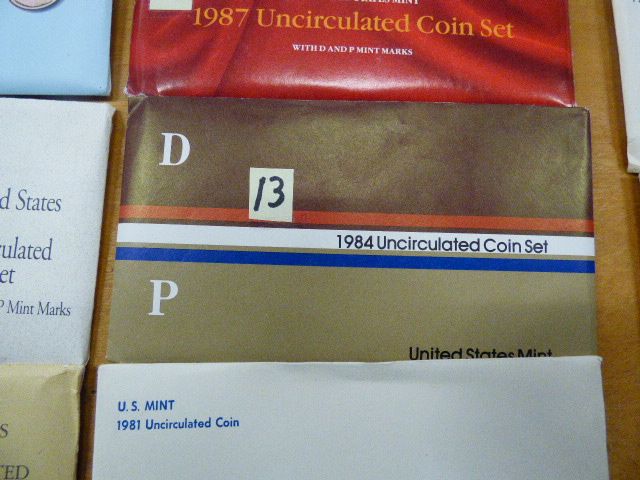 1987 Uncirculated Coin Set
WITH D AND P MINT MARKS
D
13
1984 Uncirculated Coin Set
P
United States Mint
U.S. MINT
1981 Uncirculated Coin
States
et
P Mint Marks